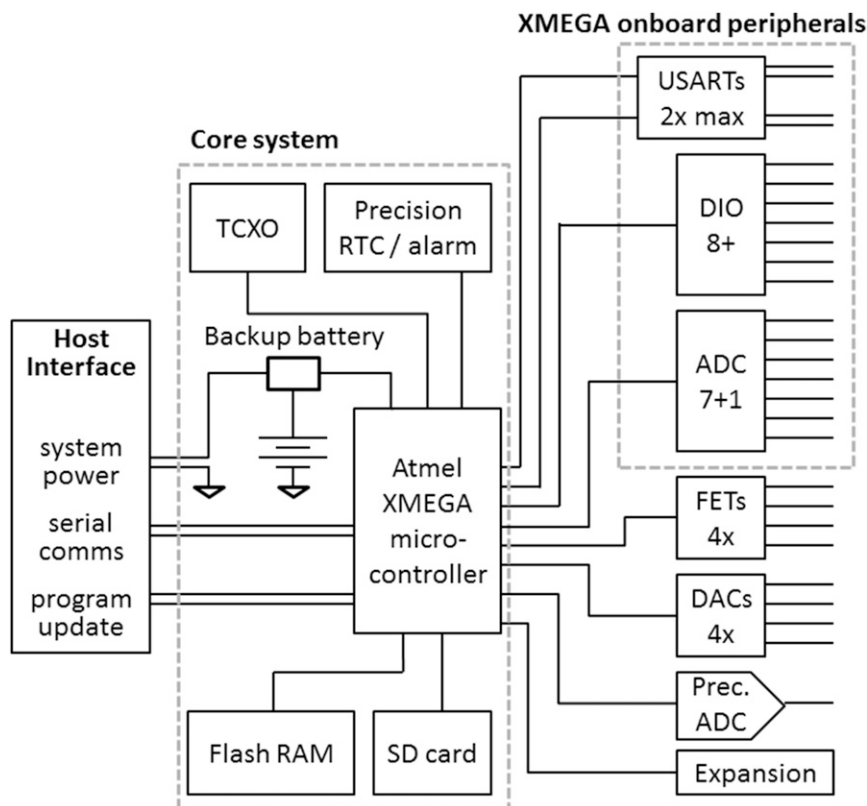 XMEGA onboard peripherals
USARTs
2x max
Core system
TCXO
Precision
RTC / alarm
DIO
8+
Host
Interface
Backup battery
ADC
7+1
system
power
Atmel
XMEGA
micro-
controller
serial
comms
FETs
4x
program
update
DACs
4x
Prec.
ADC
Flash RAM
SD card
Expansion